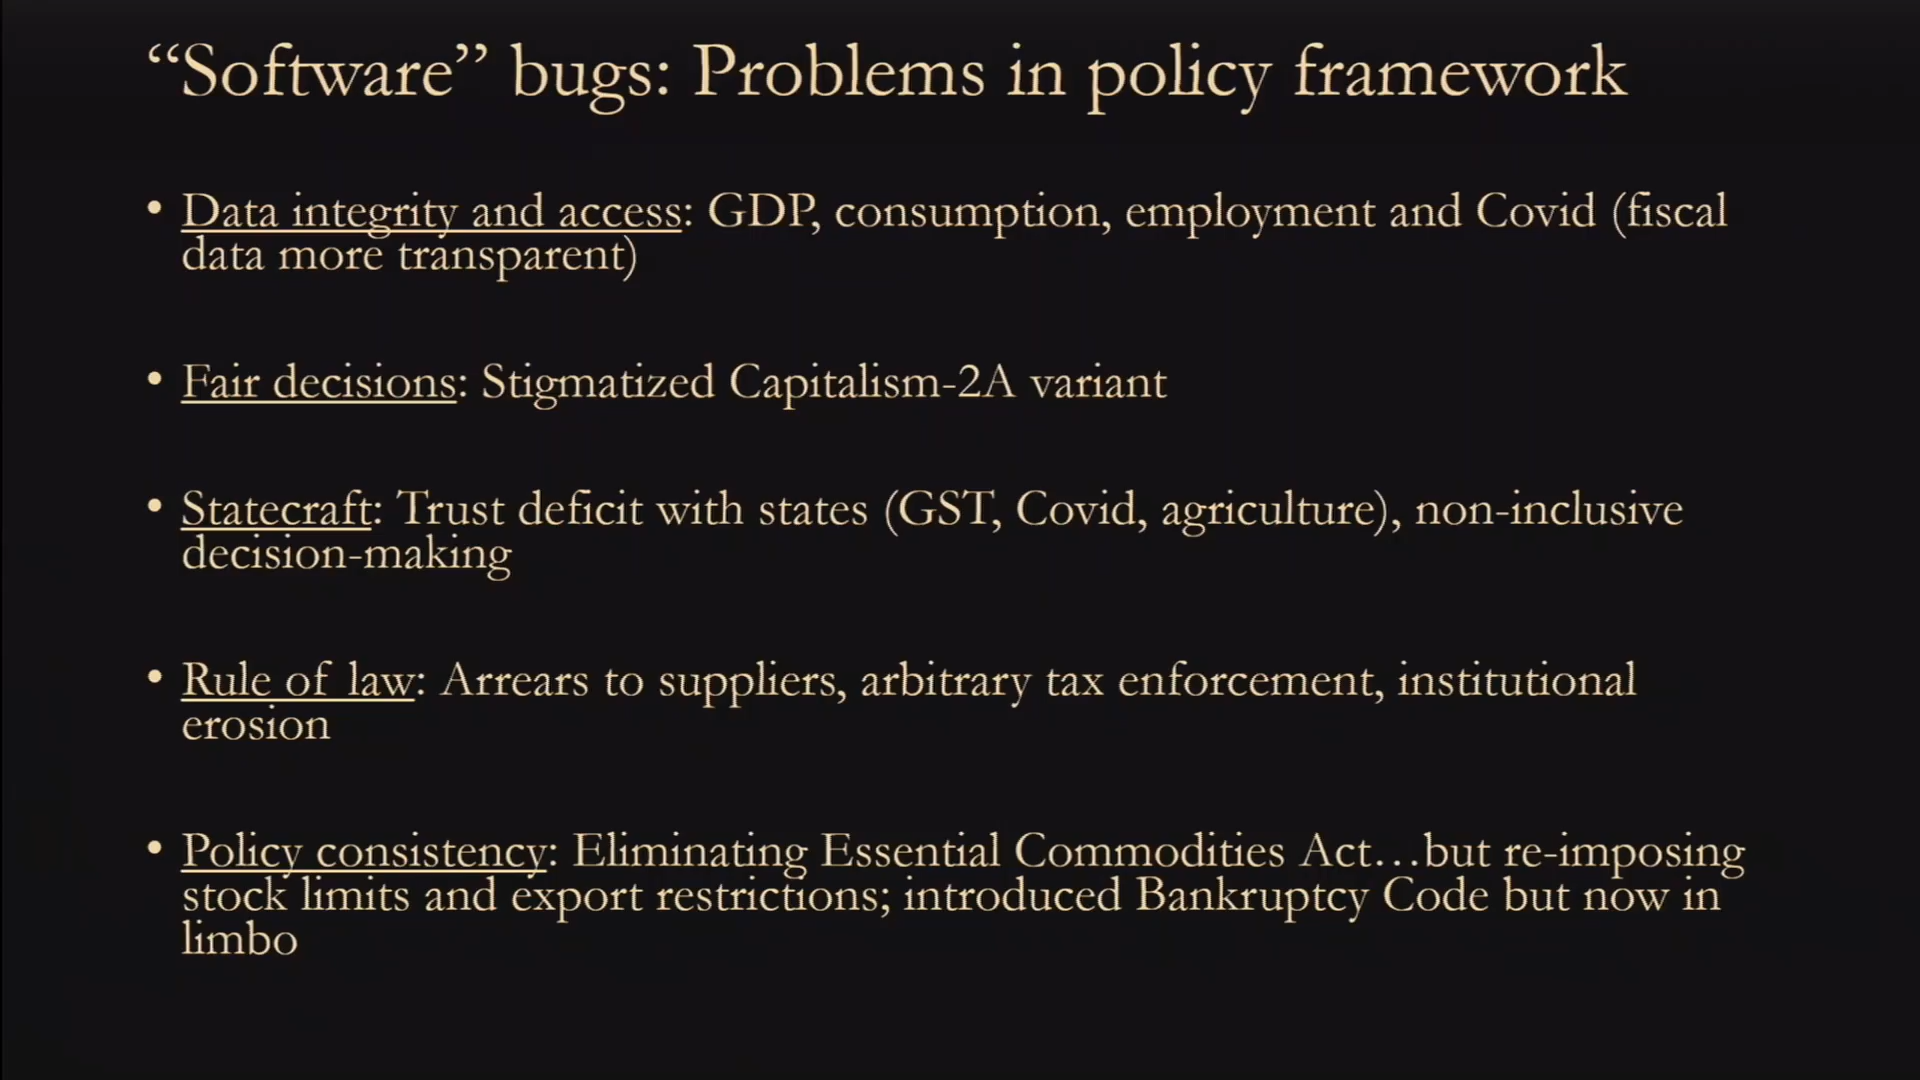 “Software” bugs: Problems in policy framework
• Data integrity and access: GDP, consumption, employment and Covid (fiscal
data more transparent)
• Fair decisions: Stigmatized Capitalism-2A variant
• Statecraft: Trust deficit with states (GST, Covid, agriculture), non-inclusive
decision-making
• Rule of law: Arrears to suppliers, arbitrary tax enforcement, institutional
erosion
• Policy consistency: Eliminating Essential Commodities Act…but re-imposing
stock limits and export restrictions; introduced Bankruptcy Code but now in
limbo